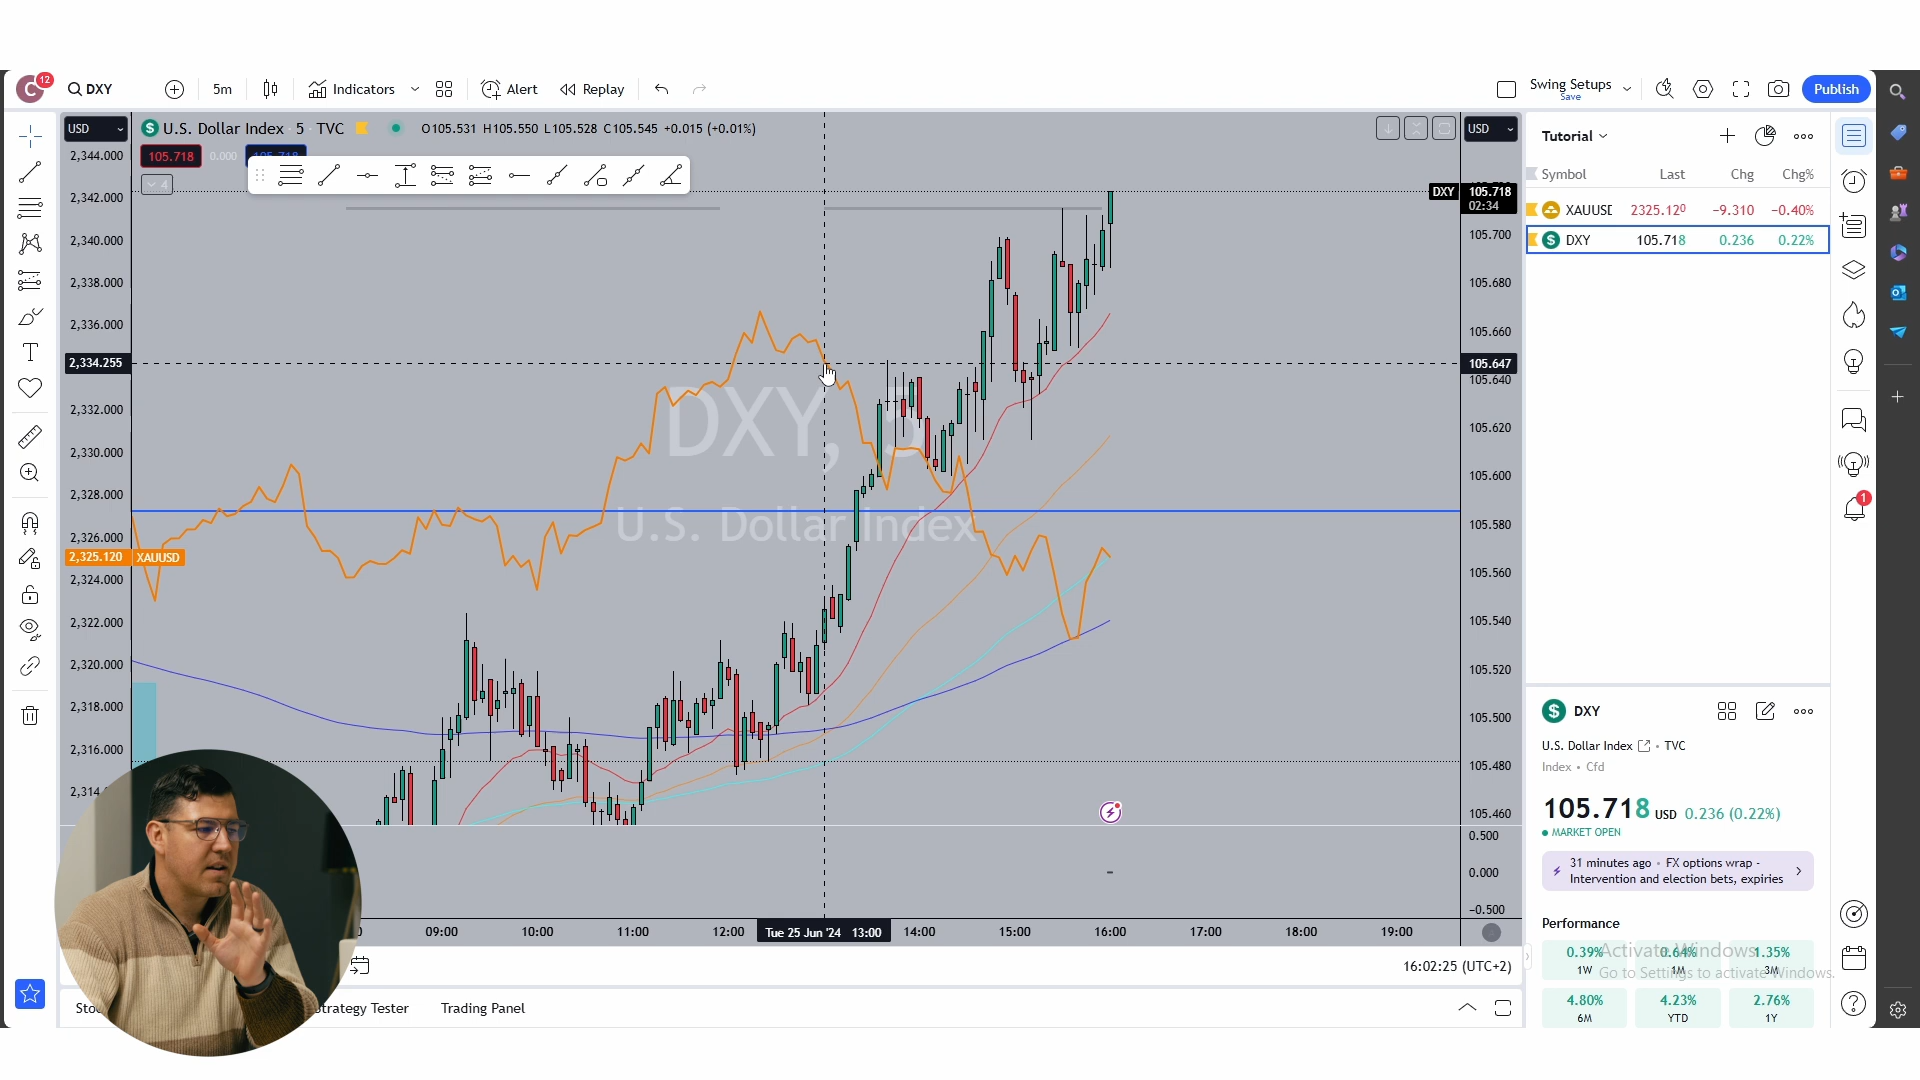 C 12 DXY 5m Indicators Alert Replay Swing Setups Save Publish
USD U.S. Dollar Index · 5 · TVC O105.531 H105.550 L105.528 C105.545 +0.015 (+0.01%) USD
105.718 0.000 105.718
4
2,344.000
2,342.000
2,340.000
2,338.000
2,336.000
2,334.255
2,332.000
2,330.000
2,328.000
2,326.000
2,325.120 XAUUSD
2,324.000
2,322.000
2,320.000
2,318.000
2,316.000
DXY, 5
U.S. Dollar Index
DXY 105.718
02:34
105.700
105.680
105.660
105.647
105.640
105.620
105.600
105.580
105.560
105.540
105.520
105.500
105.480
105.460
0.500
0.000
−0.500
09:00 10:00 11:00 12:00 Tue 25 Jun '24 13:00 14:00 15:00 16:00 17:00 18:00 19:00
16:02:25 (UTC+2)
Strategy Tester Trading Panel
Tutorial
Symbol Last Chg Chg%
XAUUSD 2325.120 −9.310 −0.40%
DXY 105.718 0.236 0.22%
1
DXY
U.S. Dollar Index · TVC
Index · Cfd
105.718 USD 0.236 (0.22%)
MARKET OPEN
31 minutes ago · FX options wrap -
Intervention and election bets, expiries
Performance
0.39% 0.64% 1.35%
1W 1M 3M
4.80% 4.23% 2.76%
6M YTD 1Y
Activate Windows
Go to Settings to activate Windows.